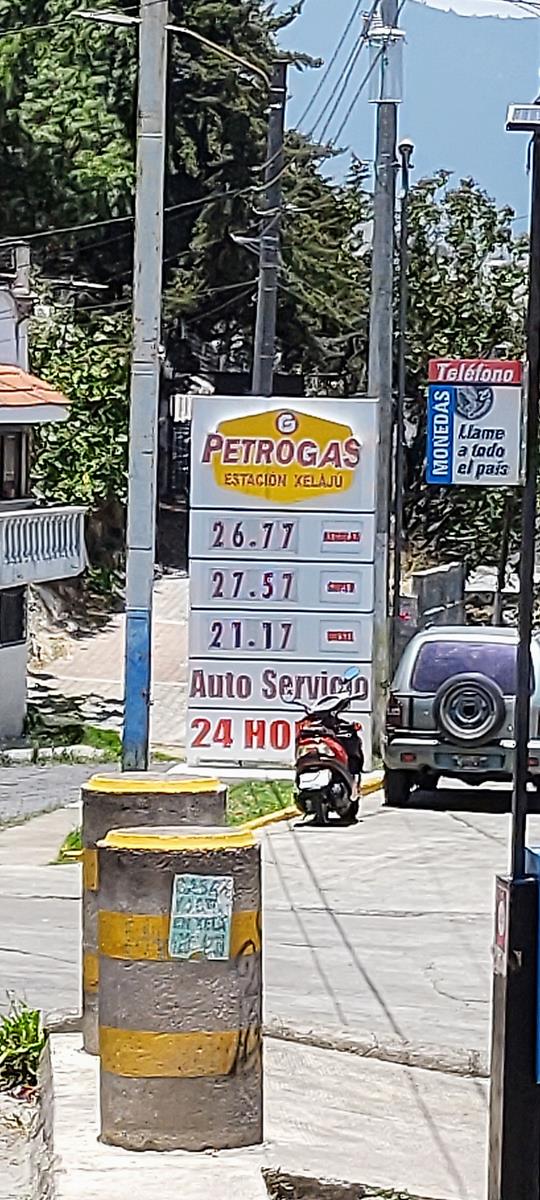 Teléfono
MONEDAS
Llame
a todo
el país
PETROGAS
ESTACIÓN XELAJÚ
26.77
27.57
21.17
Auto Servicio
24 HO